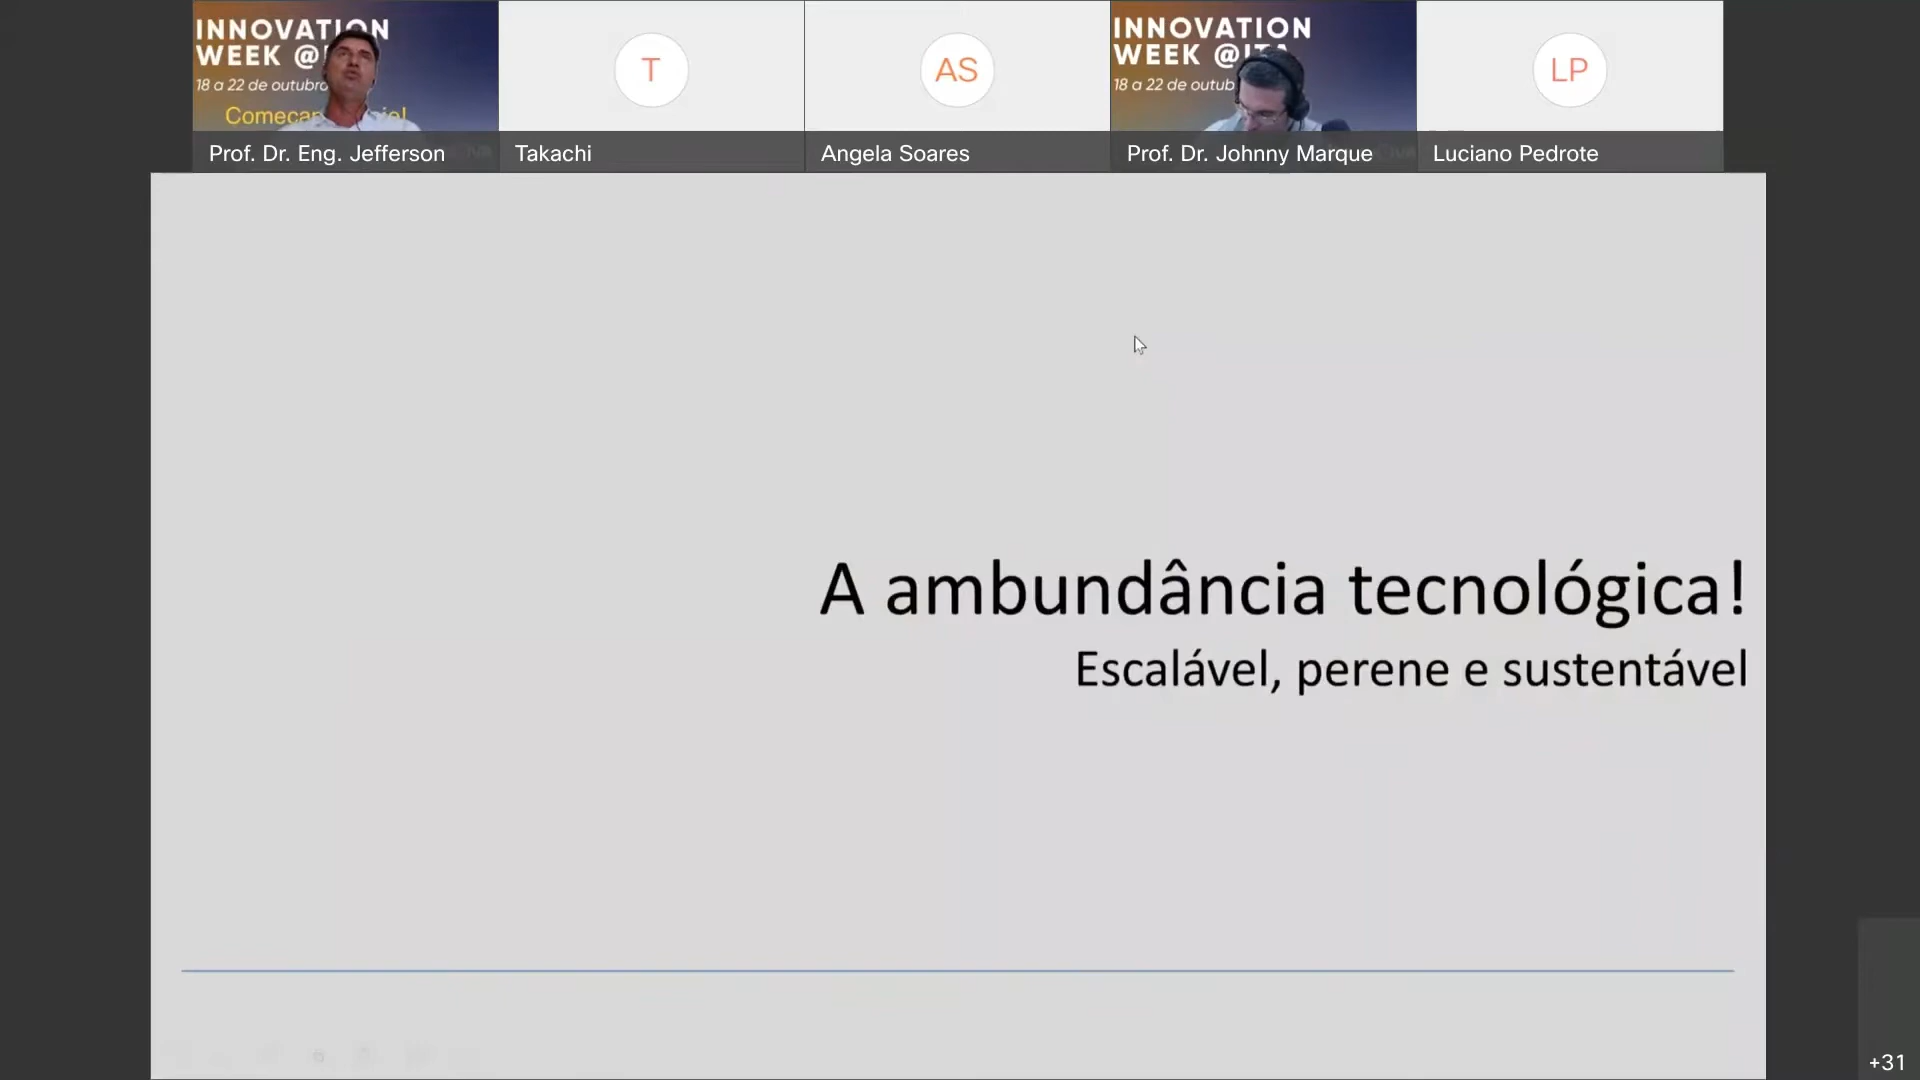 INNOVATION
WEEK @
18 a 22 de outubro
Prof. Dr. Eng. Jefferson
T
Takachi
AS
Angela Soares
INNOVATION
WEEK @ITA
18 a 22 de outub
Prof. Dr. Johnny Marque
LP
Luciano Pedrote
A ambundância tecnológica!
Escalável, perene e sustentável
+31